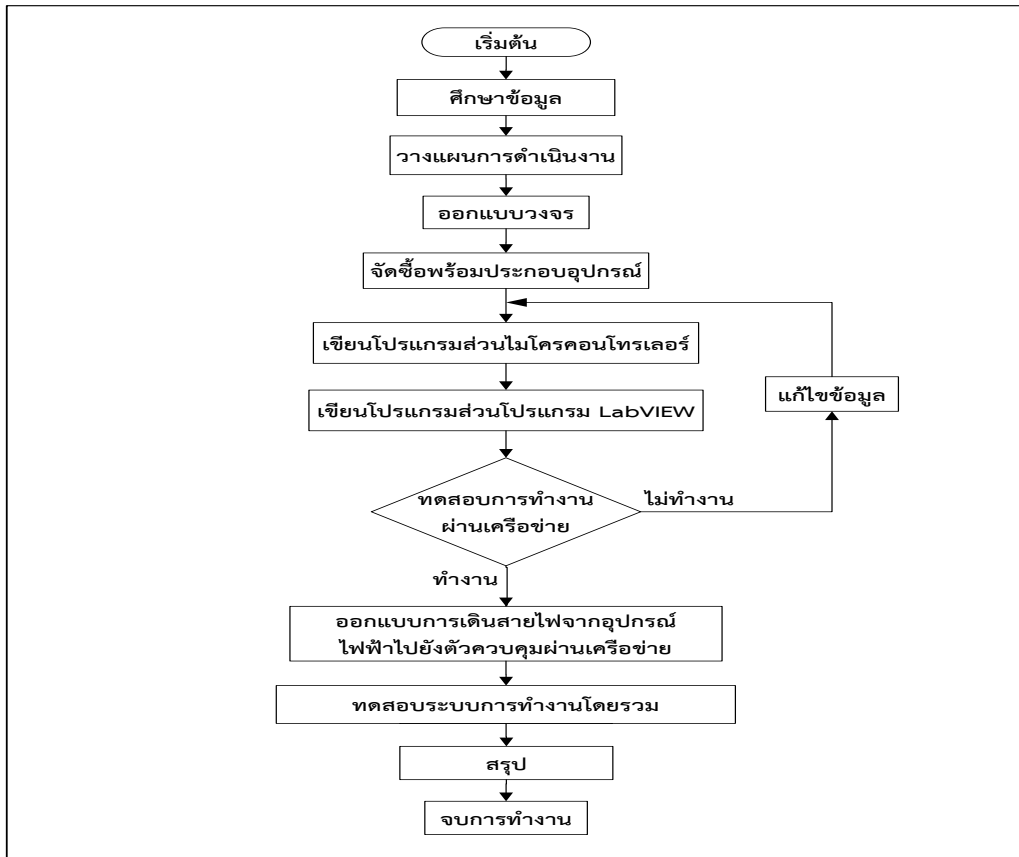 เริ่มต้น
ศึกษาข้อมูล
วางแผนการดำเนินงาน
ออกแบบวงจร
จัดซื้อพร้อมประกอบอุปกรณ์
เขียนโปรแกรมส่วนไมโครคอนโทรเลอร์
เขียนโปรแกรมส่วนโปรแกรม LabVIEW
แก้ไขข้อมูล
ทดสอบการทำงาน
ผ่านเครือข่าย
ไม่ทำงาน
ทำงาน
ออกแบบการเดินสายไฟจากอุปกรณ์
ไฟฟ้าไปยังตัวควบคุมผ่านเครือข่าย
ทดสอบระบบการทำงานโดยรวม
สรุป
จบการทำงาน